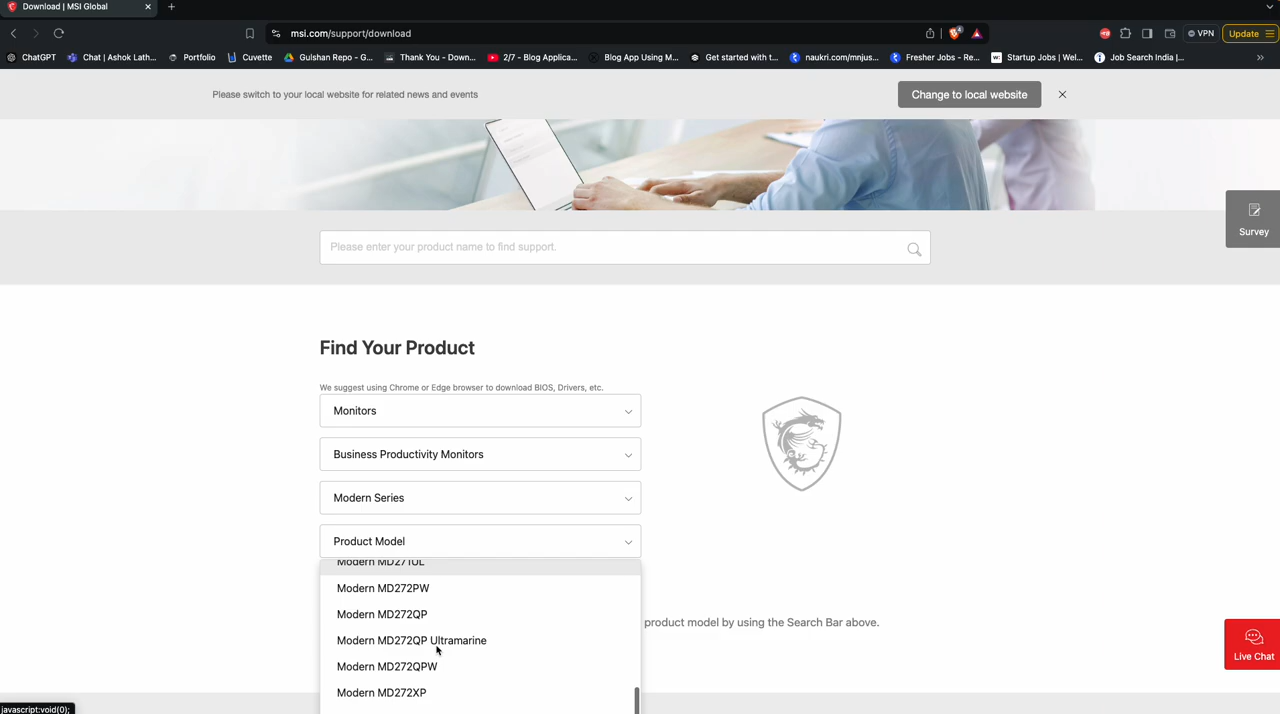 Download | MSI Global
msi.com/support/download
4
VPN
Update
ChatGPT
Chat | Ashok Lath...
Portfolio
Cuvette
Gulshan Repo - G...
Thank You - Down...
2/7 - Blog Applica...
Blog App Using M...
Get started with t...
naukri.com/mnjus...
Fresher Jobs - Re...
Startup Jobs | Wel...
Job Search India |...
Please switch to your local website for related news and events
Change to local website
Survey
Please enter your product name to find support.
Find Your Product
We suggest using Chrome or Edge browser to download BIOS, Drivers, etc.
Monitors
Business Productivity Monitors
Modern Series
Product Model
Modern MD271UL
Modern MD272PW
Modern MD272QP
product model by using the Search Bar above.
Modern MD272QP Ultramarine
Live Chat
Modern MD272QPW
Modern MD272XP
javascript:void(0);